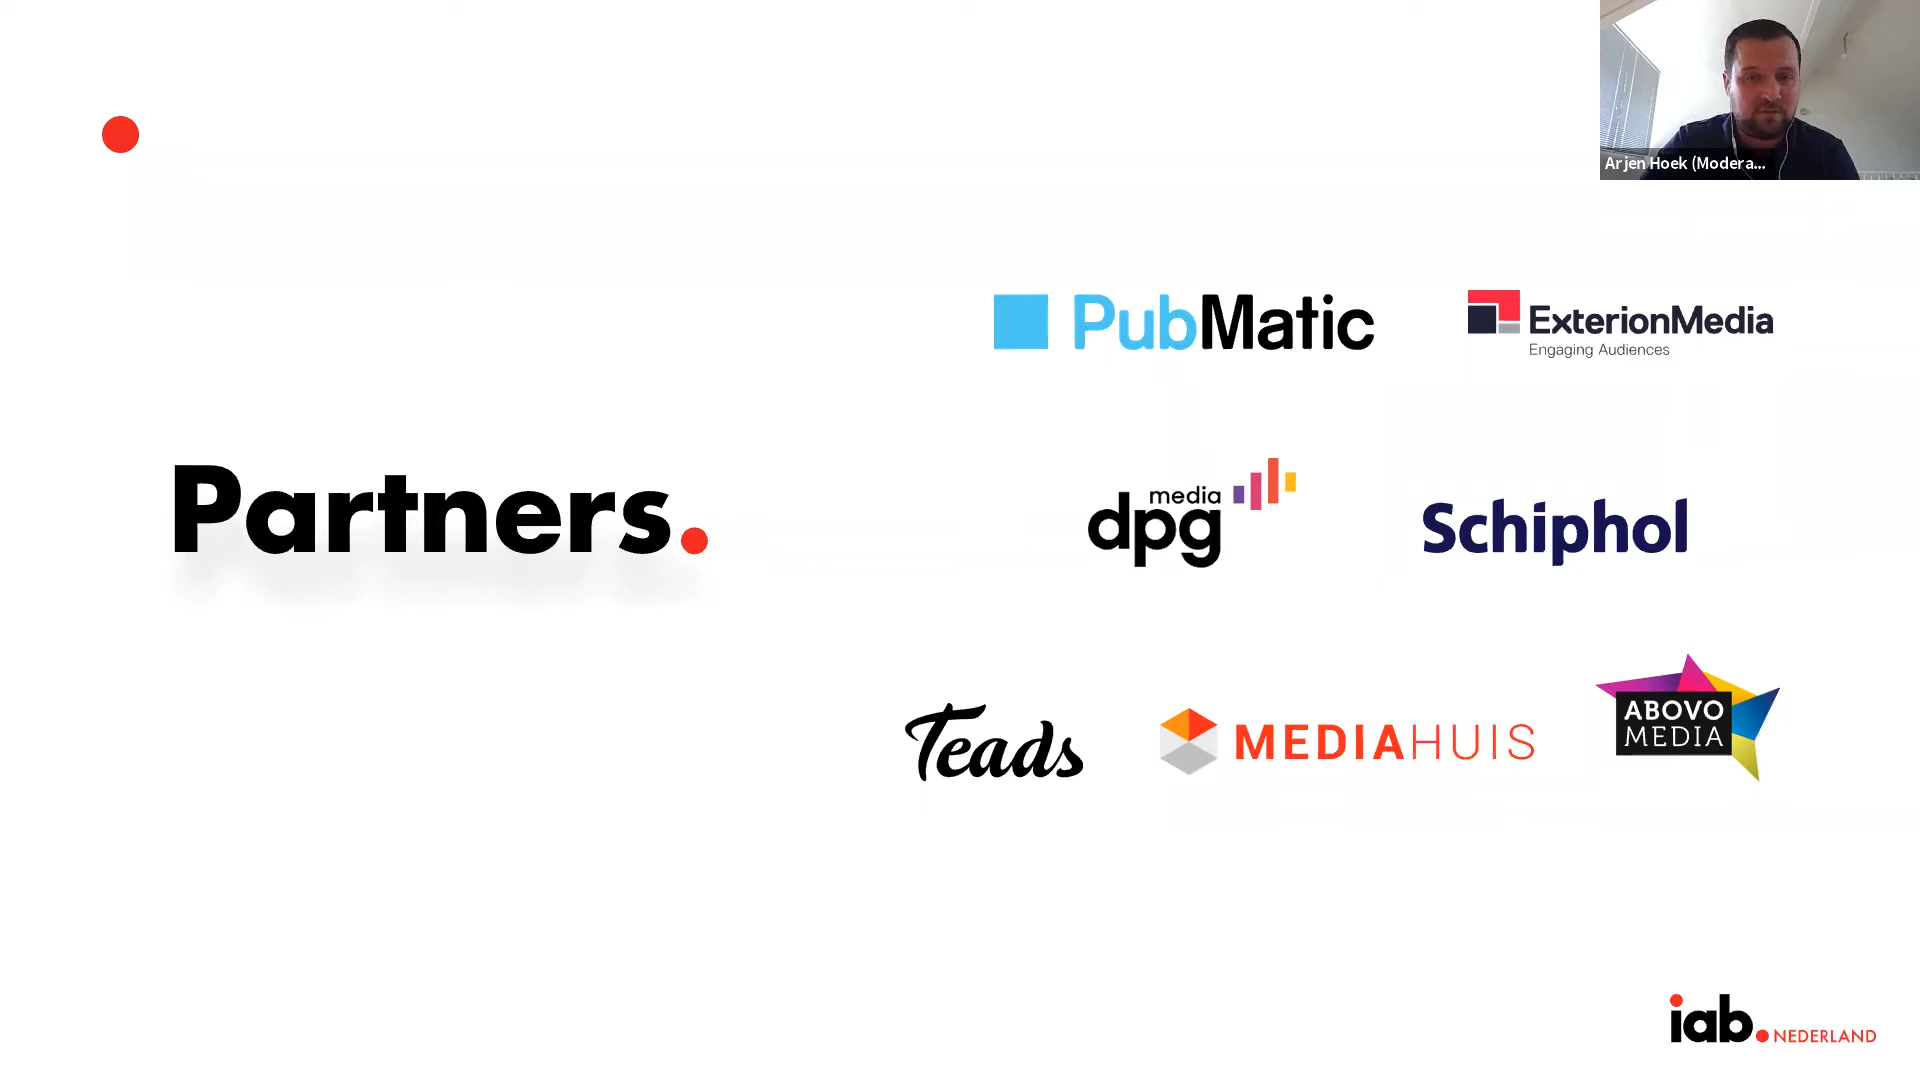 Arjen Hoek (Modera...
PubMatic
ExterionMedia
Engaging Audiences
Partners.
media
dpg
Schiphol
Teads
MEDIAHUIS
ABOVO
MEDIA
iab.NEDERLAND